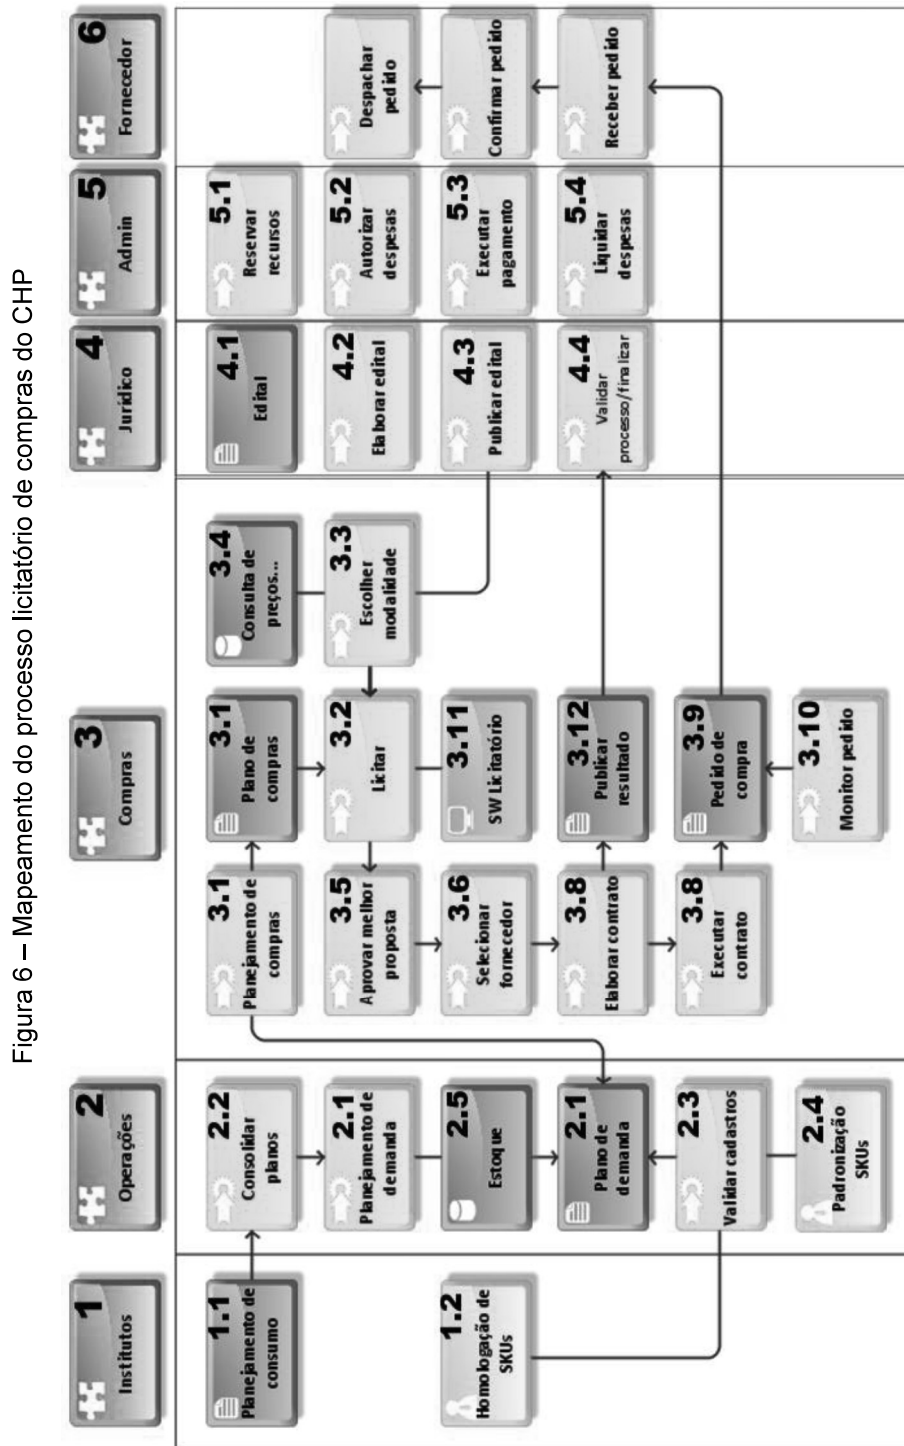 Figura 6 – Mapeamento do processo licitatório de compras do CHP
1
Institutos
2
Operações
3
Compras
4
Jurídico
5
Admin
6
Fornecedor
1.1
Planejamento de
consumo
1.2
Homologação de
SKUs
2.2
Consolidar
planos
2.1
Planejamento de
demanda
2.5
Estoque
2.1
Plano de
demanda
2.3
Validar cadastros
2.4
Padronização
SKUs
3.1
Planejamento de
compras
3.1
Plano de
compras
3.4
Consulta de
preços...
3.5
Aprovar melhor
proposta
3.2
Licitar
3.3
Escolher
modalidade
3.6
Selecionar
fornecedor
3.11
SW Licitatório
3.8
Elaborar contrato
3.12
Publicar
resultado
3.8
Executar
contrato
3.9
Pedido de
compra
3.10
Monitor pedido
4.1
Edital
4.2
Elaborar edital
4.3
Publicar edital
4.4
Validar
processo/finalizar
5.1
Reservar
recursos
5.2
Autorizar
despesas
5.3
Executar
pagamento
5.4
Liquidar
despesas
Despachar
pedido
Confirmar pedido
Receber pedido